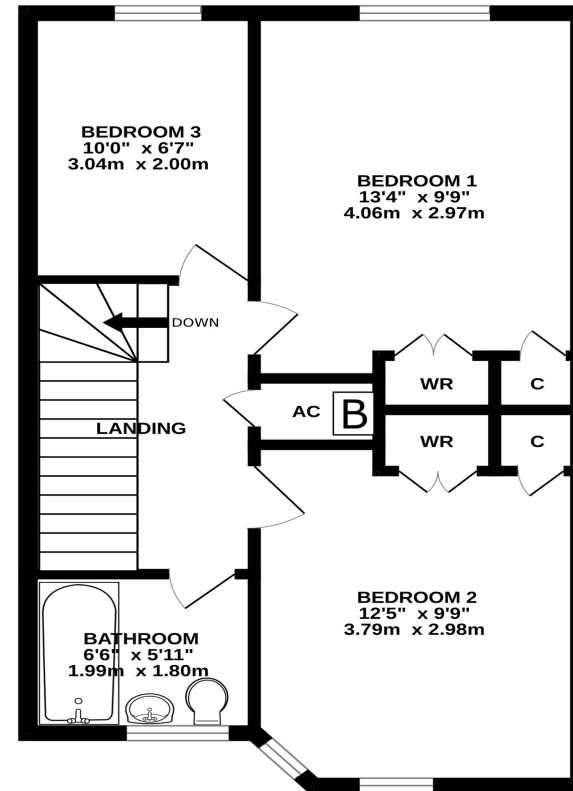 BEDROOM 3
10'0" x 6'7"
3.04m x 2.00m
BEDROOM 1
13'4" x 9'9"
4.06m x 2.97m
DOWN
WR
C
AC
B
LANDING
WR
C
BEDROOM 2
12'5" x 9'9"
3.79m x 2.98m
BATHROOM
6'6" x 5'11"
1.99m x 1.80m